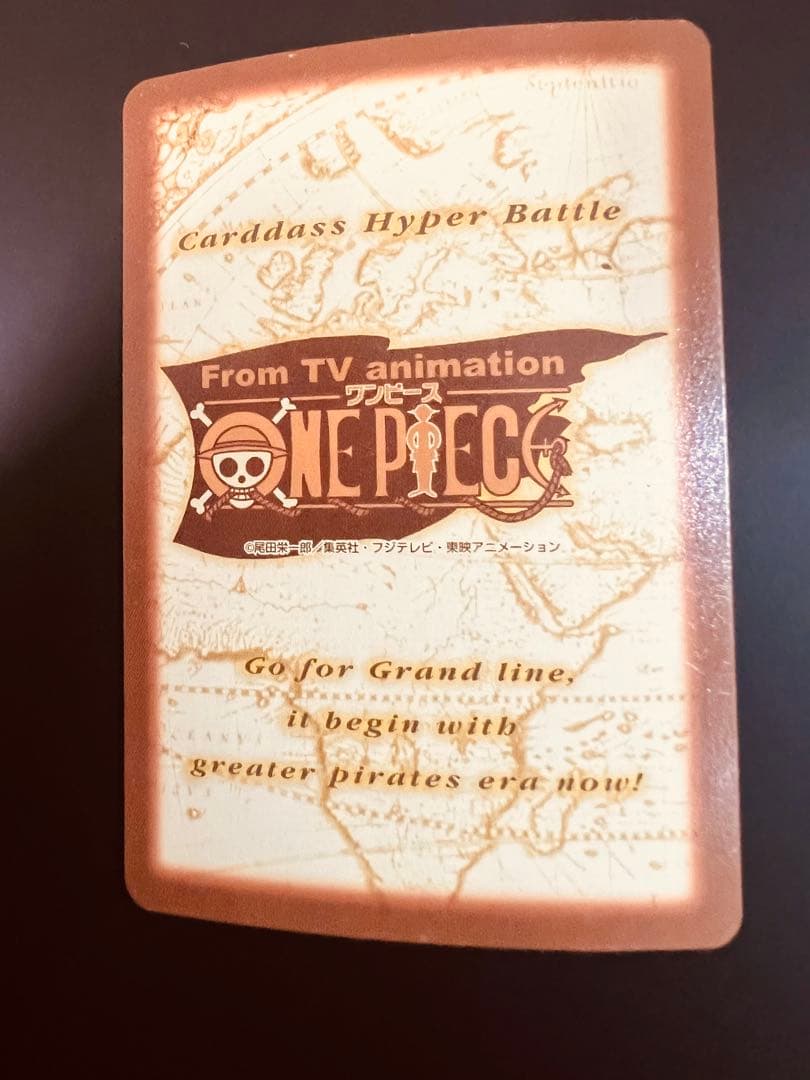 Septentrio
Carddass Hyper Battle
From TV animation
ワンピース
ONE PIECE
©尾田栄一郎/集英社・フジテレビ・東映アニメーション
Go for Grand line,
it begin with
greater pirates era now!